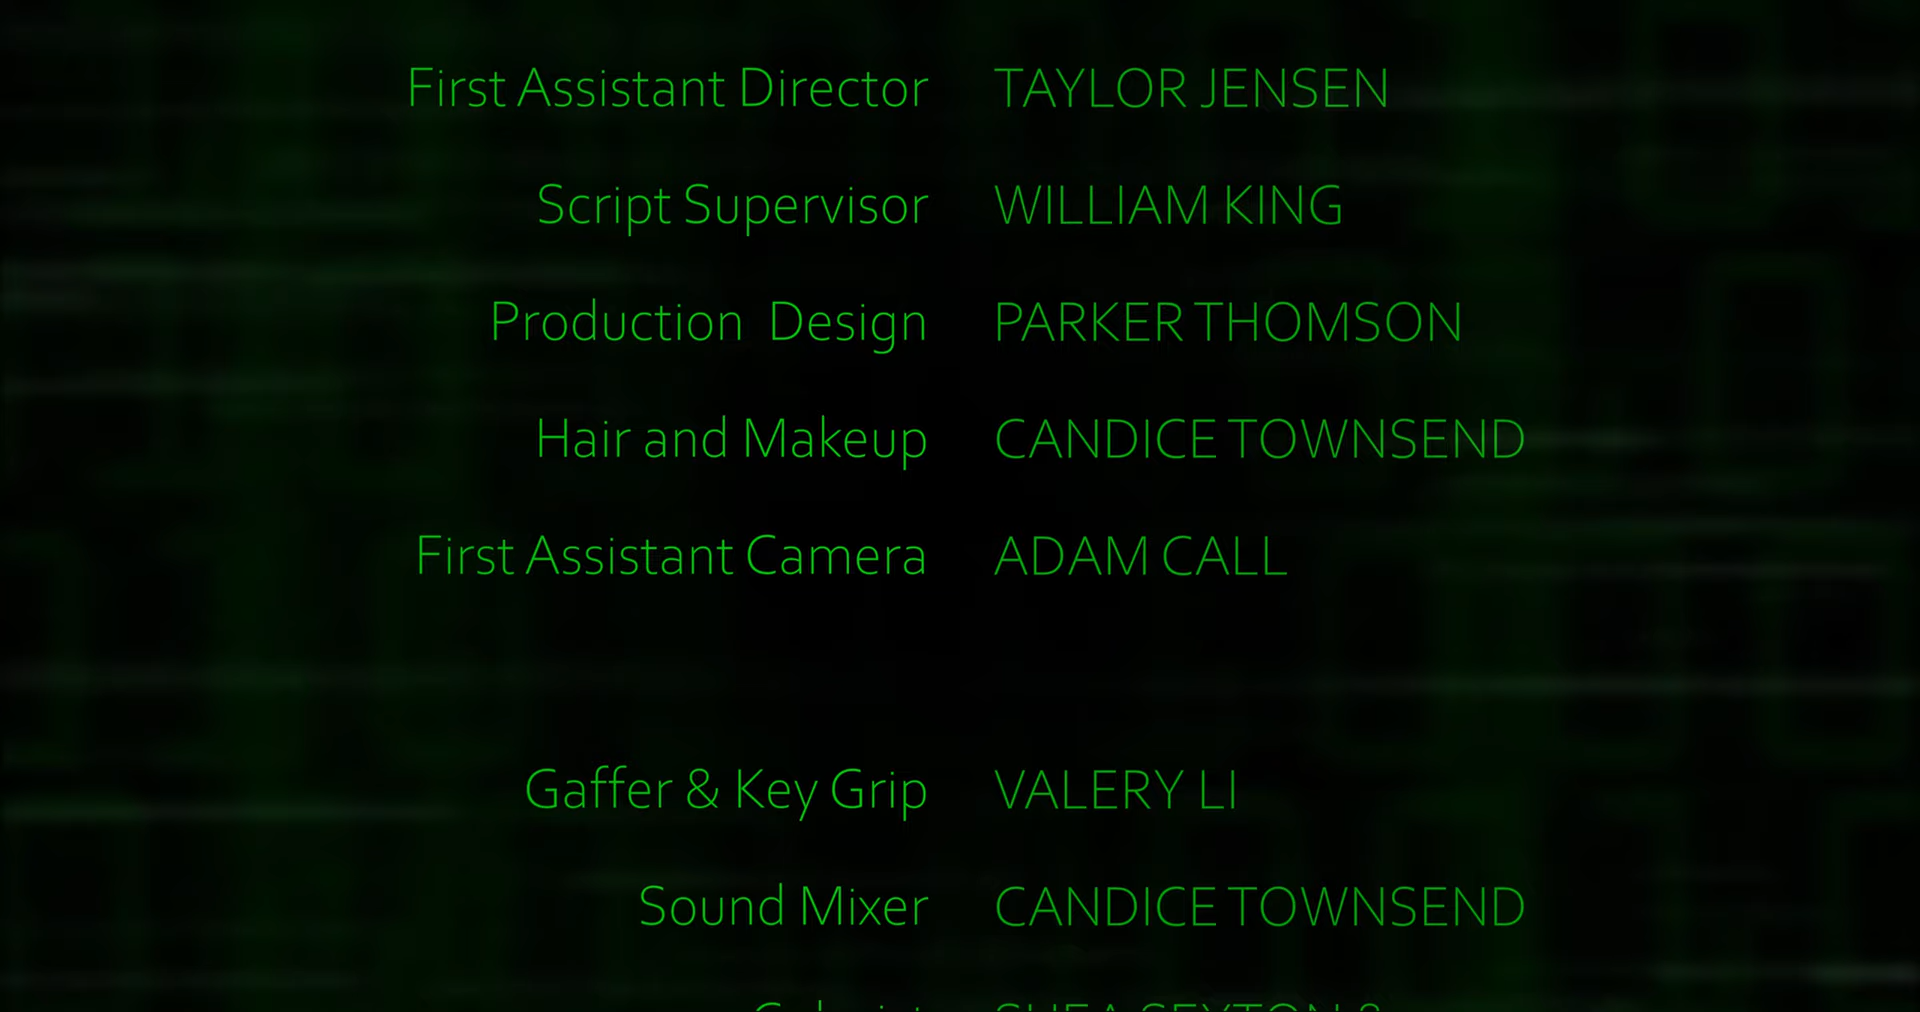 First Assistant Director TAYLOR JENSEN
Script Supervisor WILLIAM KING
Production Design PARKER THOMSON
Hair and Makeup CANDICE TOWNSEND
First Assistant Camera ADAM CALL
Gaffer & Key Grip VALERY LI
Sound Mixer CANDICE TOWNSEND